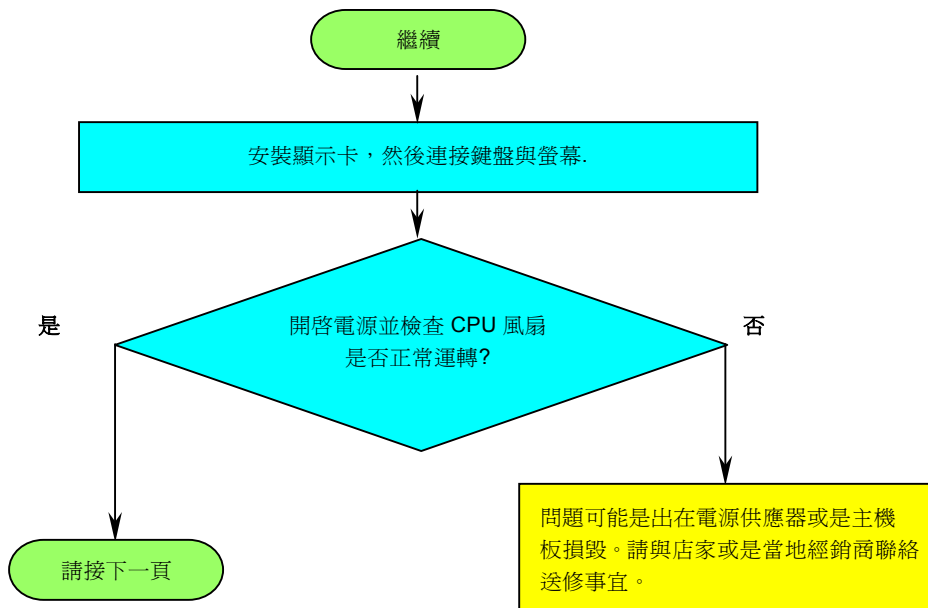 繼續
安裝顯示卡，然後連接鍵盤與螢幕.
是
開啟電源並檢查 CPU 風扇
是否正常運轉?
否
問題可能是出在電源供應器或是主機
板損毀。請與店家或是當地經銷商聯絡
送修事宜。
請接下一頁